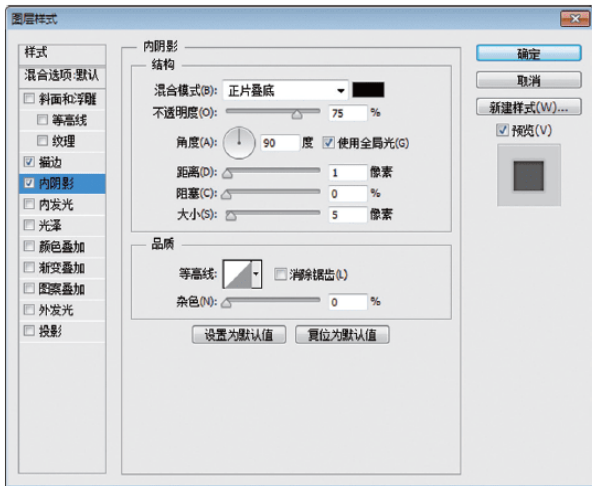 图层样式
样式
混合选项:默认
斜面和浮雕
等高线
纹理
描边
内阴影
内发光
光泽
颜色叠加
渐变叠加
图案叠加
外发光
投影
内阴影
结构
混合模式(B): 正片叠底
不透明度(O): 75 %
角度(A): 90 度 使用全局光(G)
距离(D): 1 像素
阻塞(C): 0 %
大小(S): 5 像素
品质
等高线: 消除锯齿(L)
杂色(N): 0 %
设置为默认值 复位为默认值
确定
取消
新建样式(W)...
预览(V)